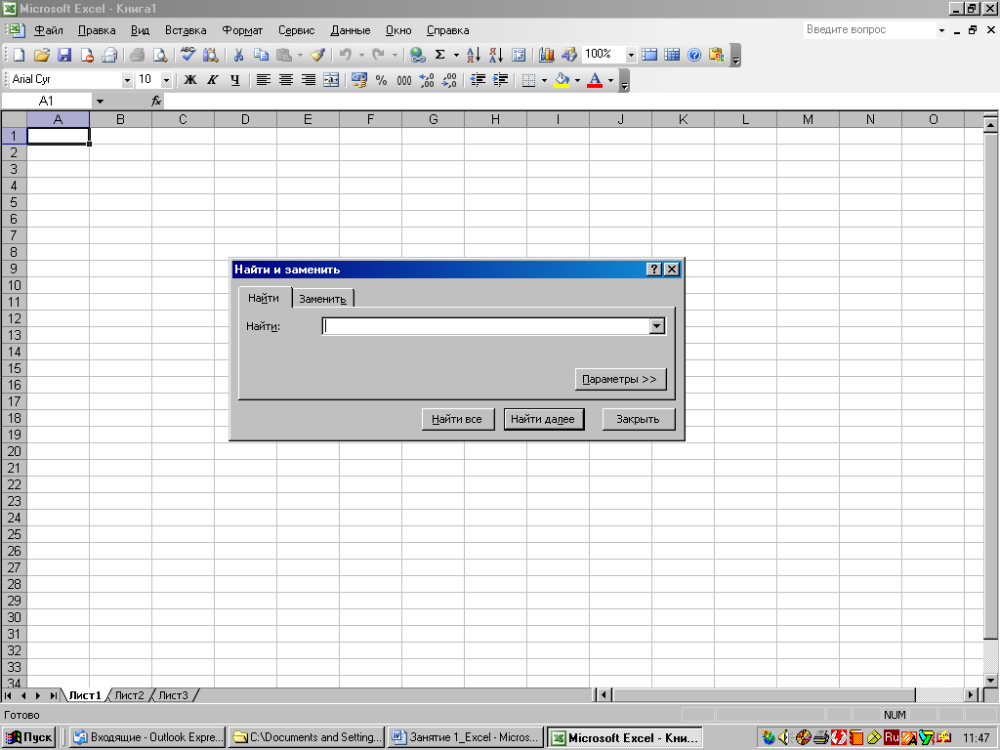 Microsoft Excel - Книга1
Файл Правка Вид Вставка Формат Сервис Данные Окно Справка Введите вопрос
100%
Arial Cyr 10 Ж К Ч % 000
A1 fx
A B C D E F G H I J K L M N O
1
2
3
4
5
6
7
8
9
10
11
12
13
14
15
16
17
18
19
20
21
22
23
24
25
26
27
28
29
30
31
32
33
34
Найти и заменить
Найти Заменить
Найти:
Параметры >>
Найти все Найти далее Закрыть
Лист1 Лист2 Лист3
Готово NUM
Пуск Входящие - Outlook Expre... C:\Documents and Setting... Занятие 1_Excel - Micros... Microsoft Excel - Кни... Ru 11:47